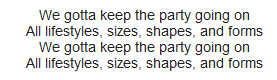 We gotta keep the party going on
All lifestyles, sizes, shapes, and forms
We gotta keep the party going on
All lifestyles, sizes, shapes, and forms